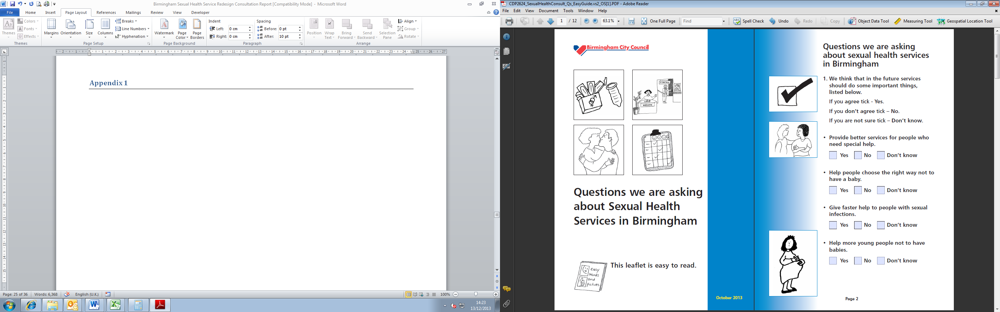 Birmingham Sexual Health Service Redesign Consultation Report [Compatibility Mode] - Microsoft Word
File Home Insert Page Layout References Mailings Review View Developer
Themes
Colors
Fonts
Effects
Themes
Margins Orientation Size Columns
Breaks
Line Numbers
Hyphenation
Page Setup
Watermark Page Color Page Borders
Page Background
Indent
Left: 0 cm
Right: 0 cm
Spacing
Before: 0 pt
After: 10 pt
Paragraph
Position Wrap Text Bring Forward Send Backward Selection Pane
Align
Group
Rotate
Arrange
Appendix 1
Page: 25 of 36 Words: 6,368 English (U.K.) 100%
14:23
13/12/2013
CDP2624_SexualHealthConsult_Qs_EasyGuide.vs2_OS[1].PDF - Adobe Reader
File Edit View Document Tools Window Help
1 / 12 63.1% One Full Page Find Spell Check Undo Redo Copy Object Data Tool Measuring Tool Geospatial Location Tool
Birmingham City Council
welcome
Questions we are asking
about Sexual Health
Services in Birmingham
easy
words
and
pictures
This leaflet is easy to read.
October 2013
Questions we are asking
about sexual health services
in Birmingham
1. We think that in the future services
should do some important things,
listed below.
If you agree tick - Yes.
If you don't agree tick – No.
If you are not sure tick – Don't know.
• Provide better services for people who
need special help.
Yes No Don't know
• Help people choose the right way not to
have a baby.
Yes No Don't know
• Give faster help to people with sexual
infections.
Yes No Don't know
• Help more young people not to have
babies.
Yes No Don't know
Page 2